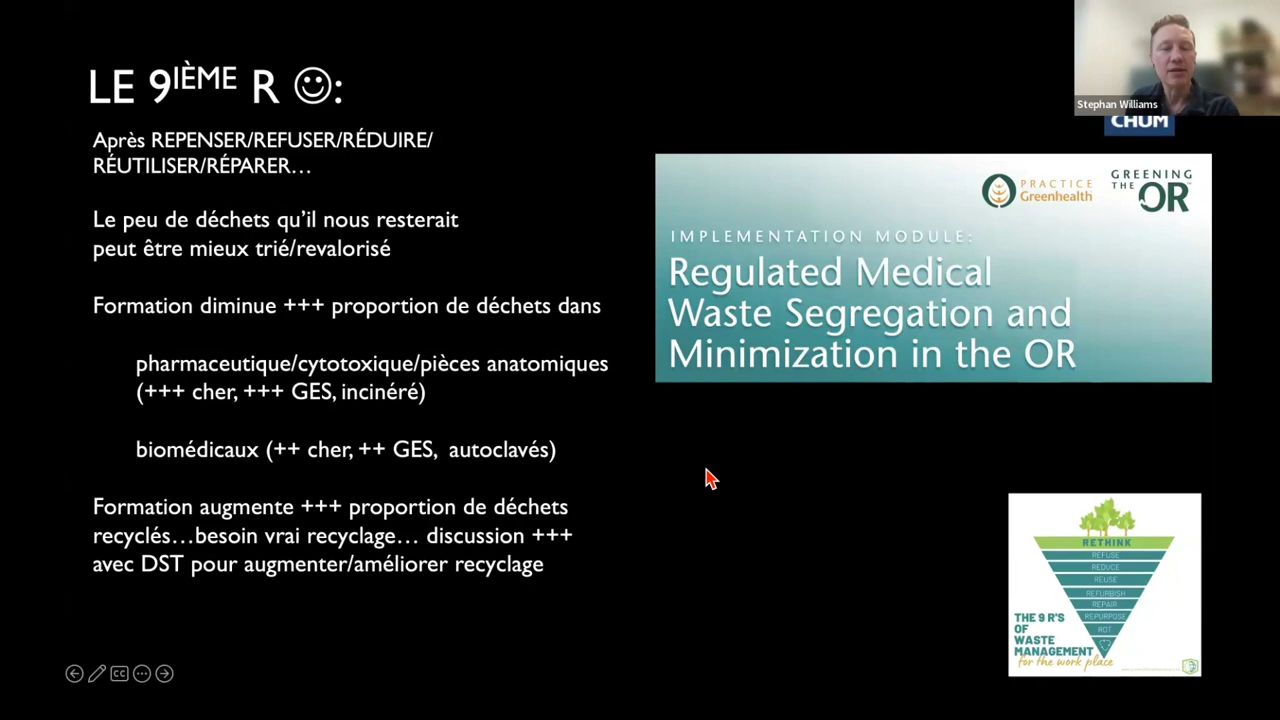 LE 9IÈME R ☺:
Après REPENSER/REFUSER/RÉDUIRE/
RÉUTILISER/RÉPARER…
Le peu de déchets qu’il nous resterait
peut être mieux trié/revalorisé
Formation diminue +++ proportion de déchets dans
pharmaceutique/cytotoxique/pièces anatomiques
(+++ cher, +++ GES, incinéré)
biomédicaux (++ cher, ++ GES, autoclavés)
Formation augmente +++ proportion de déchets
recyclés…besoin vrai recyclage… discussion +++
avec DST pour augmenter/améliorer recyclage
Stephan Williams
CHUM
PRACTICE
Greenhealth
GREENING
THE OR
IMPLEMENTATION MODULE:
Regulated Medical
Waste Segregation and
Minimization in the OR
RETHINK
REFUSE
REDUCE
REUSE
REFURBISH
REPAIR
REPURPOSE
ROT
THE 9 R'S
OF
WASTE
MANAGEMENT
for the work place
CC